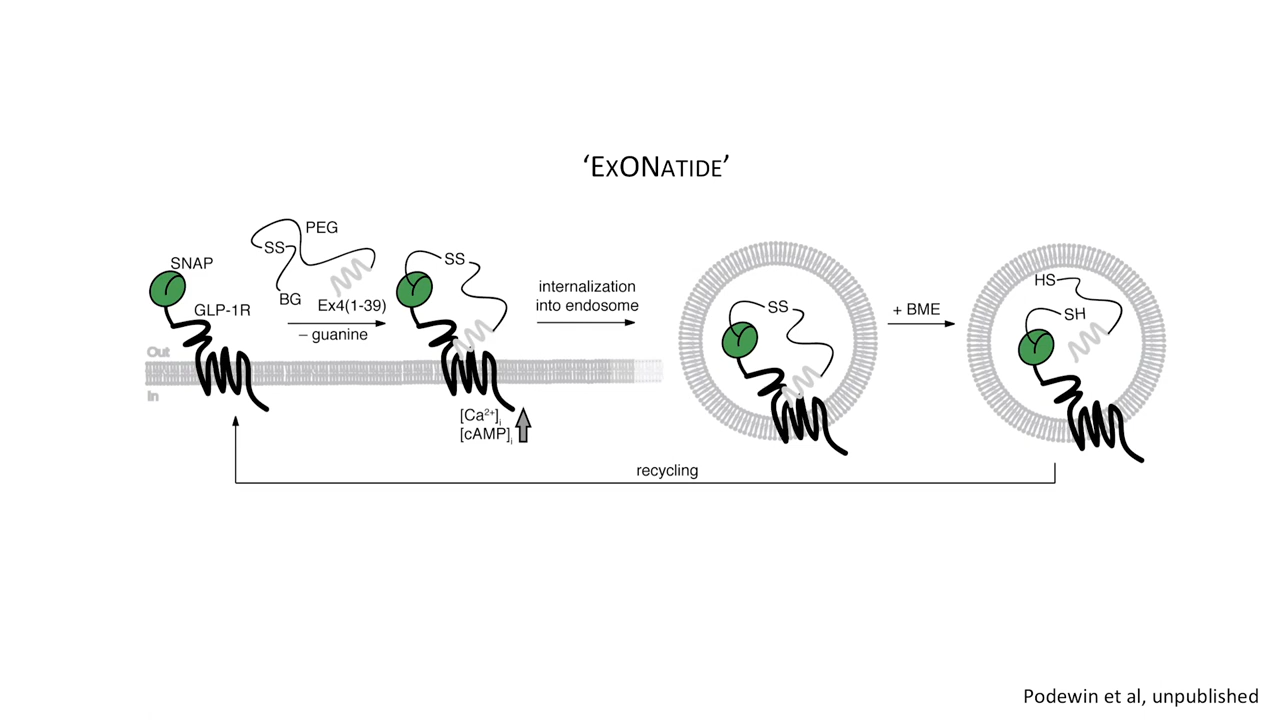 ‘EXONATIDE’
SNAP
GLP-1R
SS
PEG
BG
Ex4(1-39)
– guanine
Out
In
SS
[Ca²⁺]ᵢ
[cAMP]ᵢ
internalization
into endosome
SS
+ BME
HS
SH
recycling
Podewin et al, unpublished